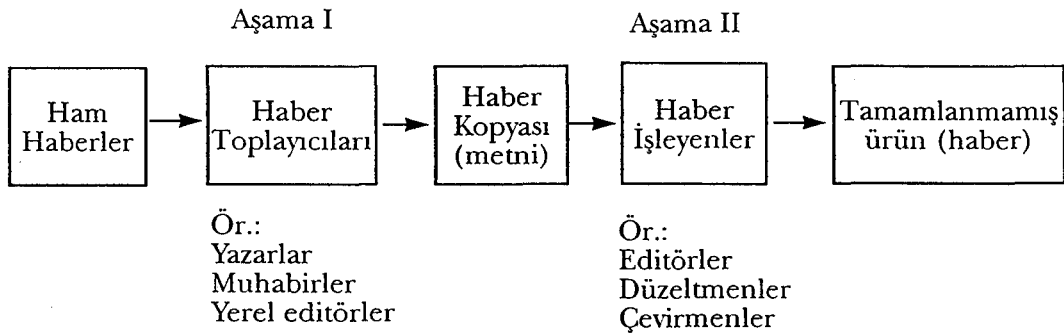 Aşama I
Aşama II
Ham
Haberler
Haber
Toplayıcıları
Haber
Kopyası
(metni)
Haber
İşleyenler
Tamamlanmamış
ürün (haber)
Ör.:
Yazarlar
Muhabirler
Yerel editörler
Ör.:
Editörler
Düzeltmenler
Çevirmenler